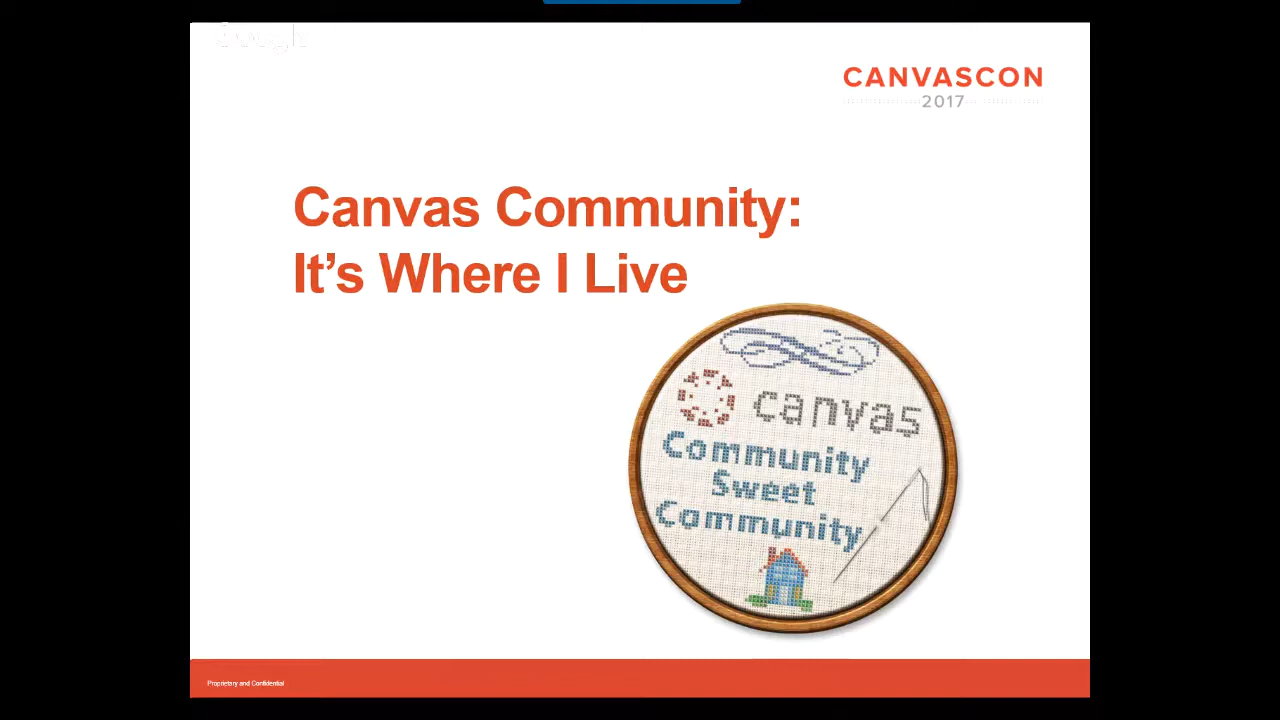 CANVASCON
2017
Canvas Community:
It’s Where I Live
canvas
Community
Sweet
Community
Proprietary and Confidential